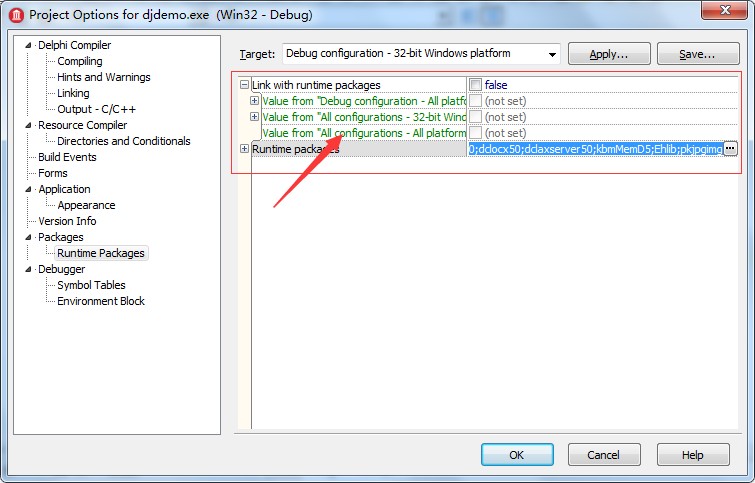 Project Options for djdemo.exe (Win32 - Debug)
Delphi Compiler
Compiling
Hints and Warnings
Linking
Output - C/C++
Resource Compiler
Directories and Conditionals
Build Events
Forms
Application
Appearance
Version Info
Packages
Runtime Packages
Debugger
Symbol Tables
Environment Block
Target: Debug configuration - 32-bit Windows platform Apply... Save...
Link with runtime packages false
Value from "Debug configuration - All platf (not set)
Value from "All configurations - 32-bit Wind (not set)
Value from "All configurations - All platform (not set)
Runtime packages 0;dclocx50;dclaxserver50;kbmMemD5;Ehlib;pkjpgimg ...
OK Cancel Help